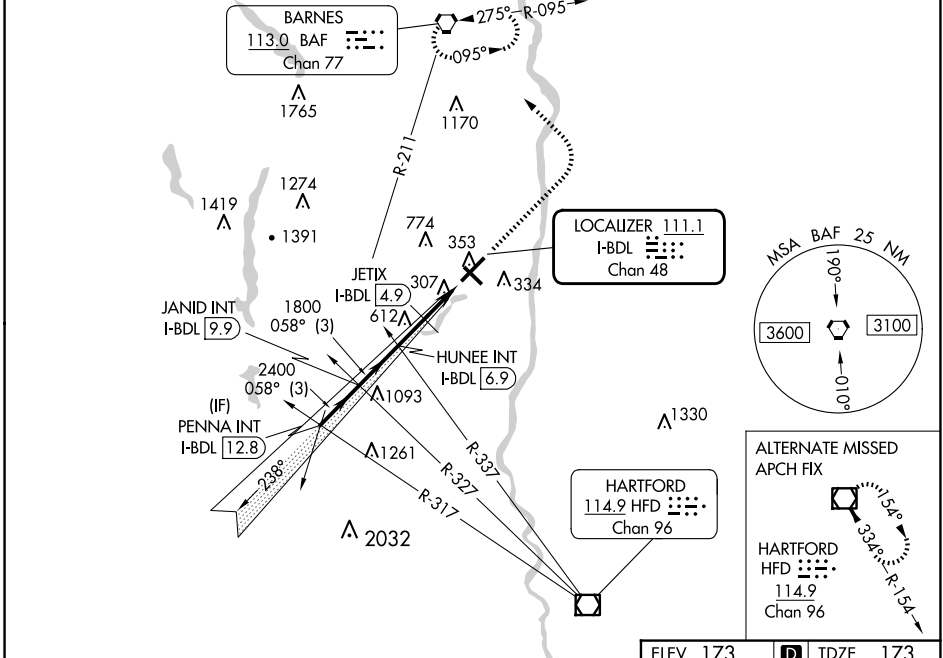 BARNES
113.0 BAF
Chan 77
275°
R-095
095°
1765
1170
R-211
1274
1419
1391
774
353
334
307
612
LOCALIZER 111.1
I-BDL
Chan 48
JETIX
I-BDL 4.9
JANID INT
I-BDL 9.9
1800
058° (3)
2400
058° (3)
HUNEE INT
I-BDL 6.9
(IF)
PENNA INT
I-BDL 12.8
1093
1261
1330
238°
R-337
R-327
R-317
2032
HARTFORD
114.9 HFD
Chan 96
MSA BAF 25 NM
190°
3600
3100
010°
ALTERNATE MISSED
APCH FIX
154°
334°
R-154
HARTFORD
HFD
114.9
Chan 96
ELEV 173
D
TDZE 173